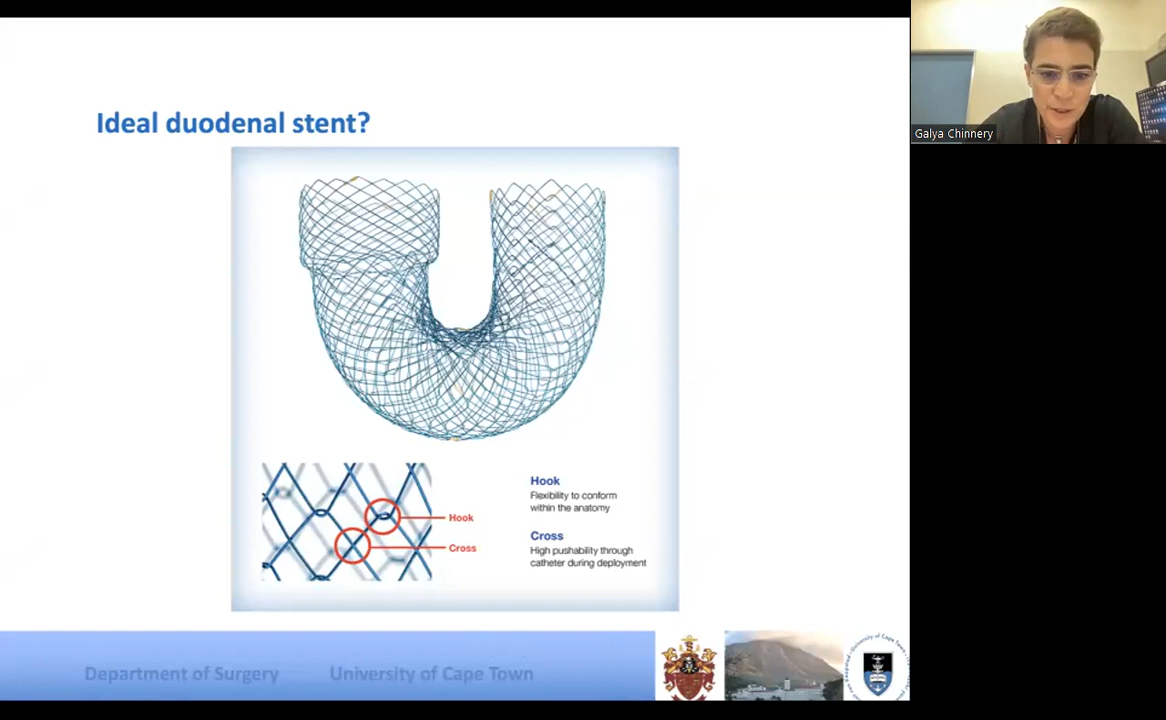 Ideal duodenal stent?
Galya Chinnery
Hook
Cross
Hook
Flexibility to conform
within the anatomy
Cross
High pushability through
catheter during deployment
Department of Surgery University of Cape Town